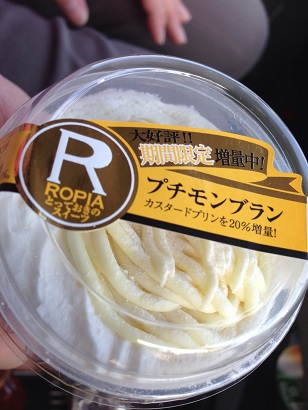 大好評!!
期間限定増量中!
R
ROPIA
とっておきの
スイーツ
プチモンブラン
カスタードプリンを20%増量!